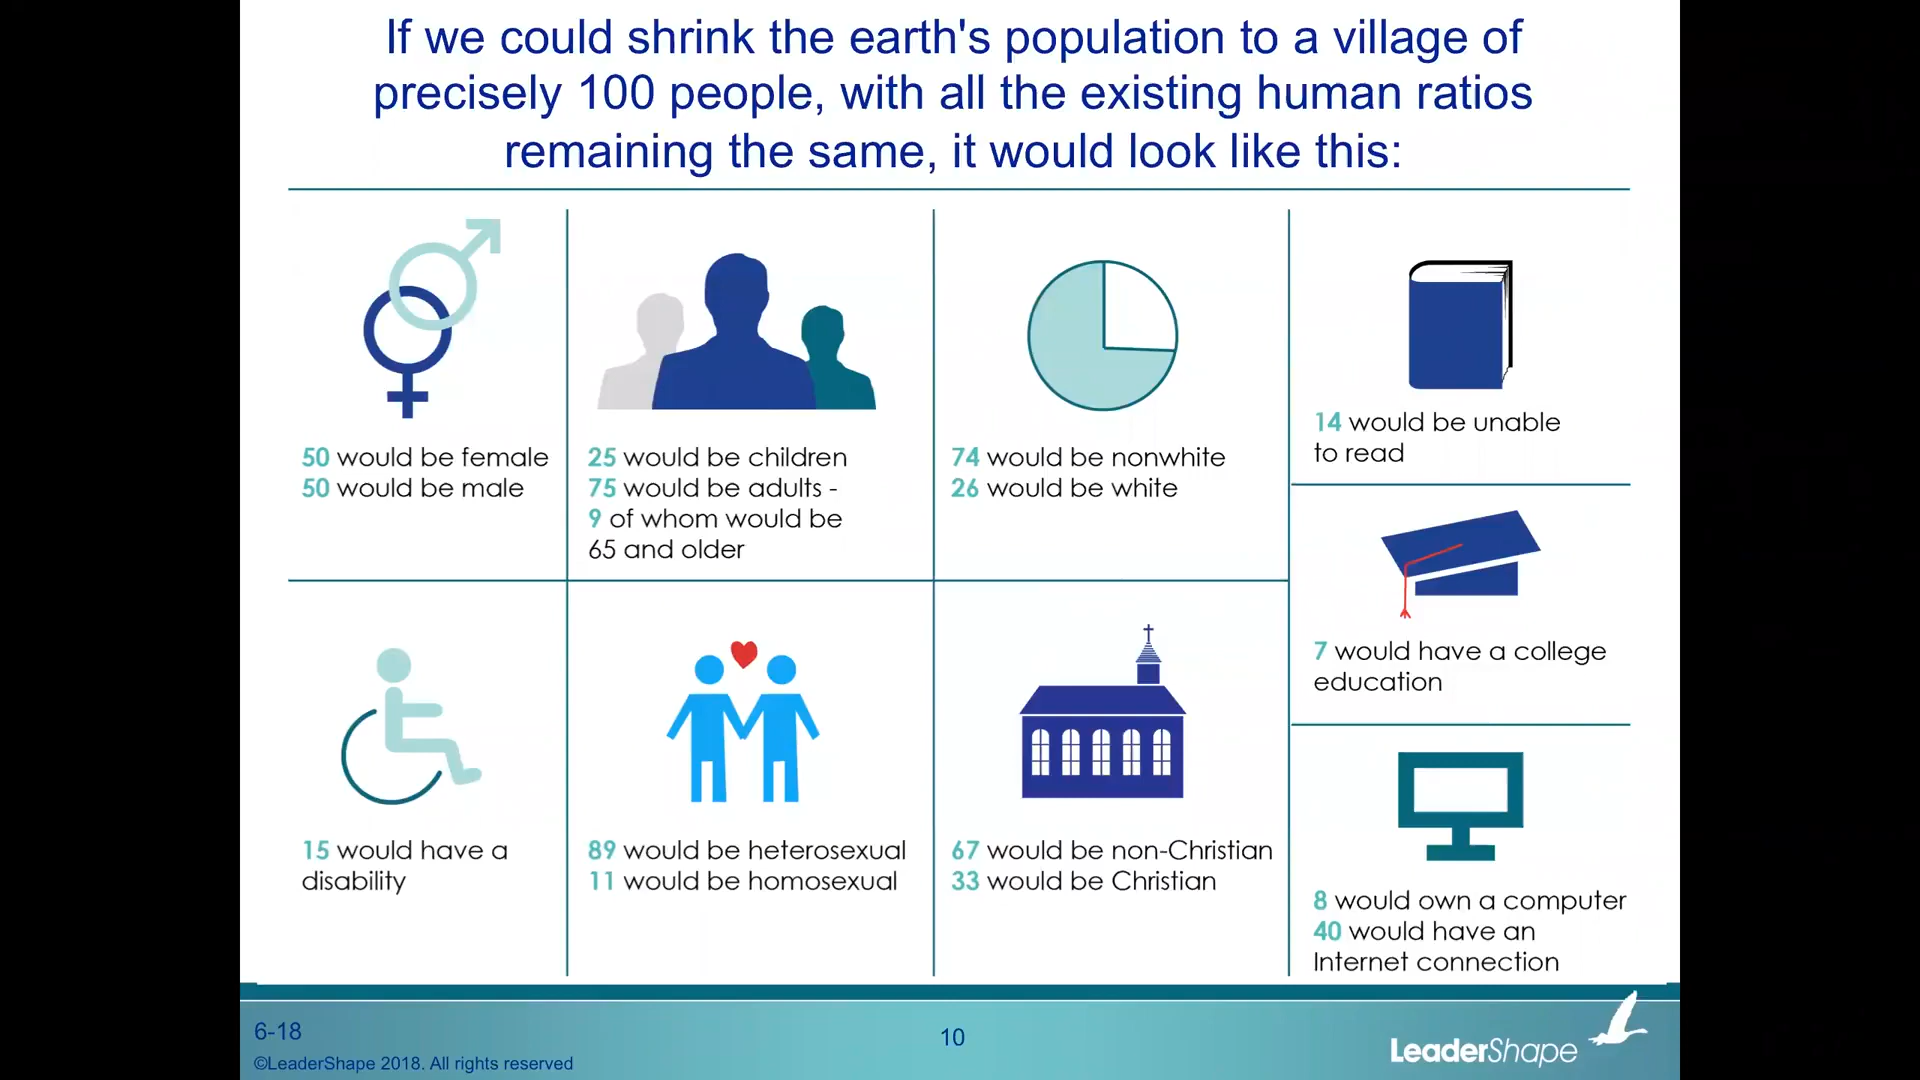 If we could shrink the earth's population to a village of
precisely 100 people, with all the existing human ratios
remaining the same, it would look like this:
50 would be female
50 would be male
25 would be children
75 would be adults -
9 of whom would be
65 and older
74 would be nonwhite
26 would be white
14 would be unable
to read
7 would have a college
education
15 would have a
disability
89 would be heterosexual
11 would be homosexual
67 would be non-Christian
33 would be Christian
8 would own a computer
40 would have an
Internet connection
6-18
10
©LeaderShape 2018. All rights reserved
LeaderShape